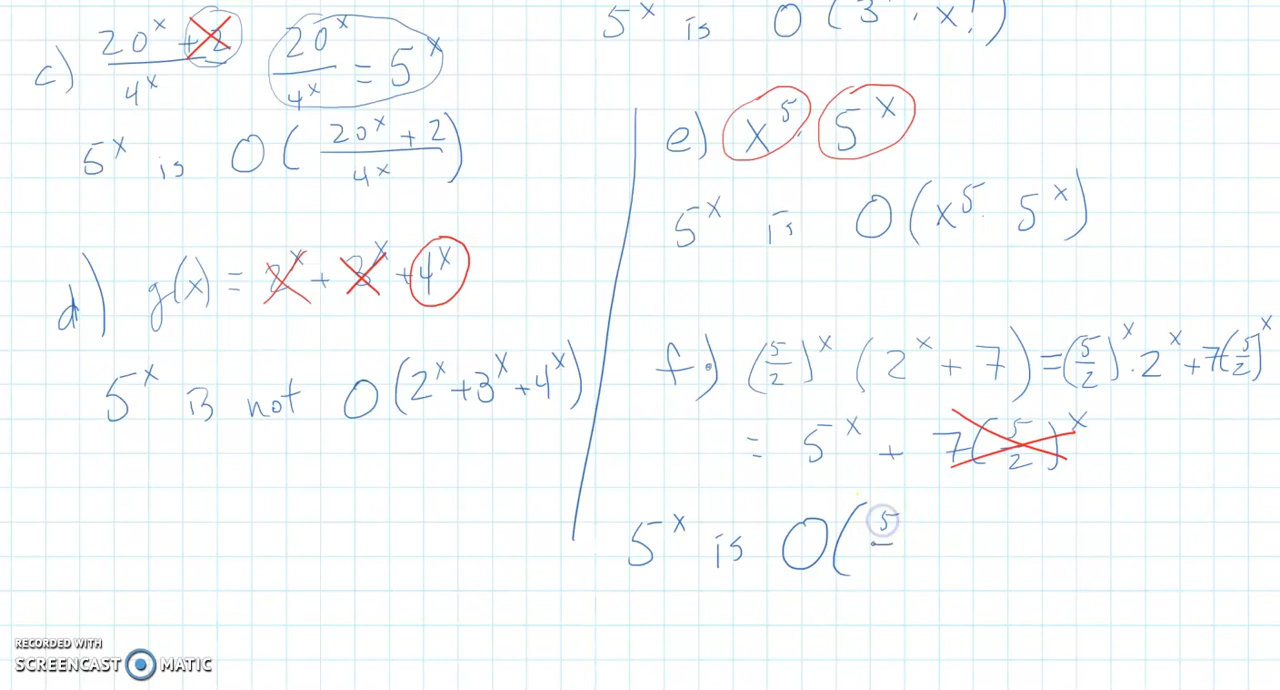 c) (20^x + 2)/4^x 20^x/4^x = 5^x
5^x is O((20^x + 2)/4^x)
d) g(x) = 2^x + 3^x + 4^x
5^x is not O(2^x + 3^x + 4^x)
5^x is O(3^x · x!)
e) x^5 · 5^x
5^x is O(x^5 · 5^x)
f.) (5/2)^x (2^x + 7) = (5/2)^x · 2^x + 7(5/2)^x
= 5^x + 7(5/2)^x
5^x is O(5
RECORDED WITH
SCREENCAST MATIC